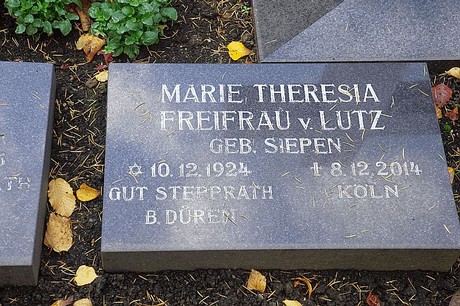 MARIE THERESIA
FREIFRAU v. LUTZ
GEB. SIEPEN
✡ 10.12.1924 † 8.12.2014
GUT STEPPRATH KÖLN
B. DÜREN